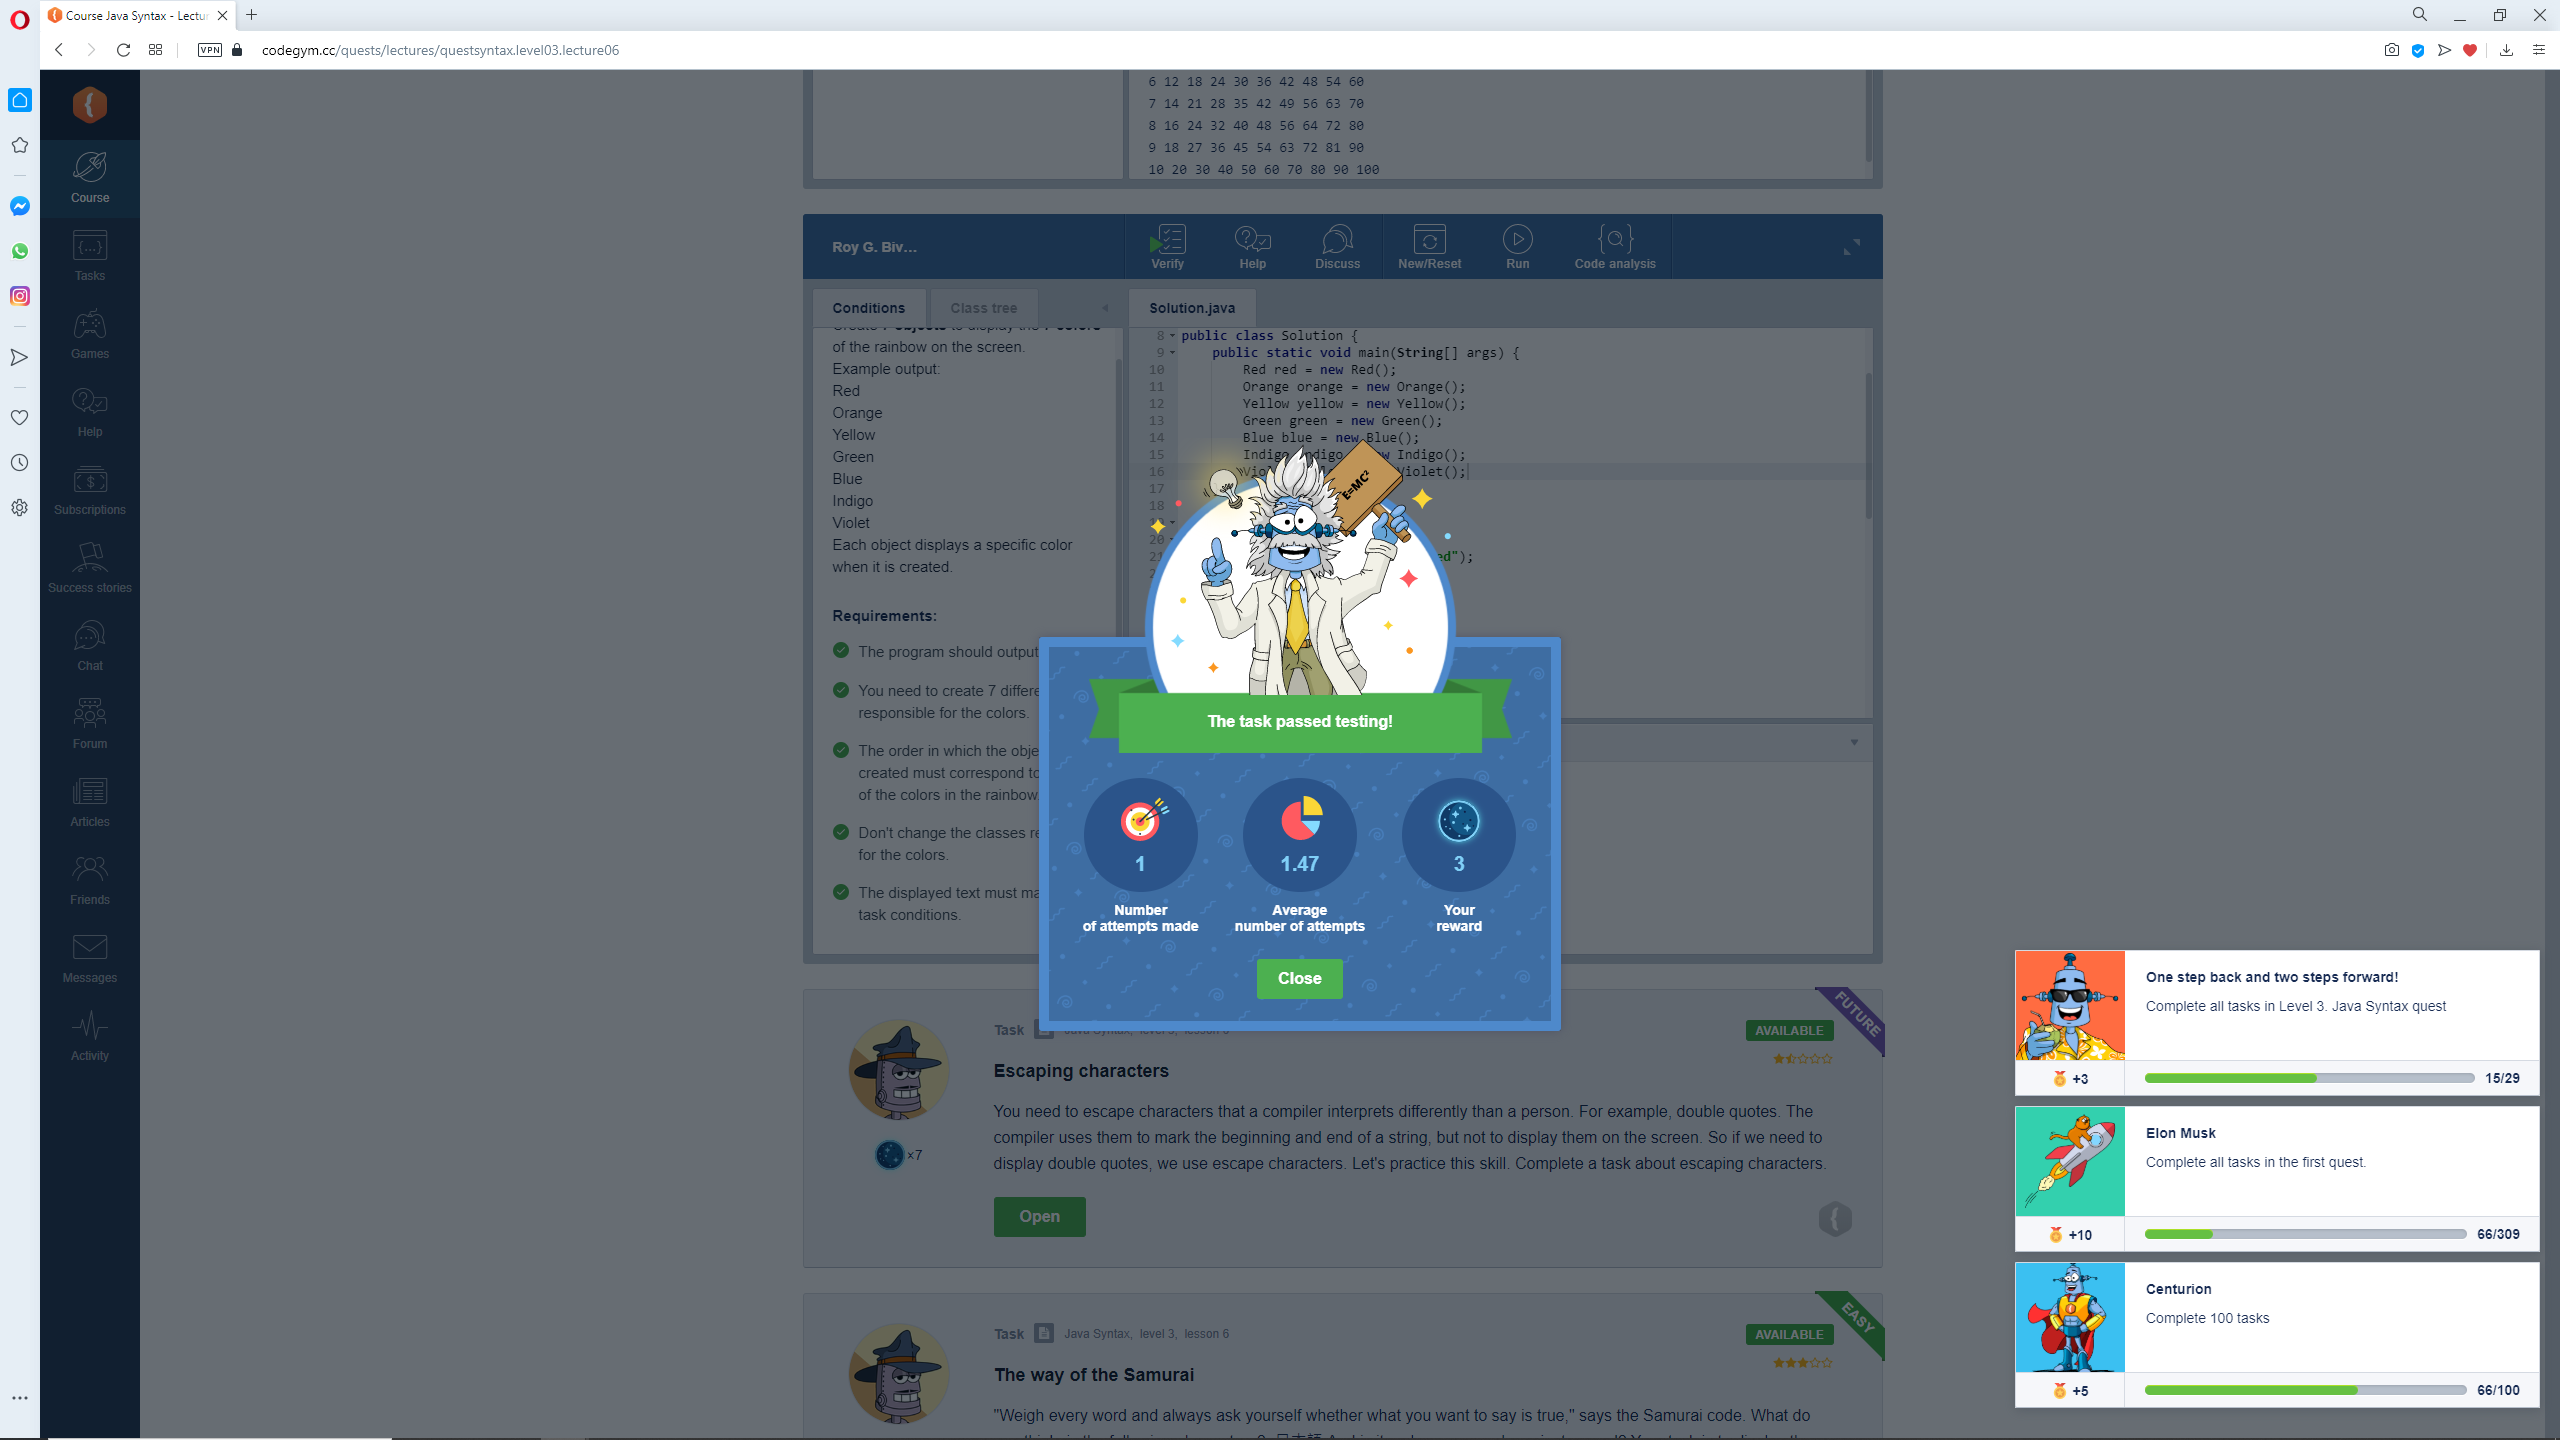 Course Java Syntax - Lectu
VPN
codegym.cc/quests/lectures/questsyntax.level03.lecture06
Course
Tasks
Games
Help
Subscriptions
Success stories
Chat
Forum
Articles
Friends
Messages
Activity
6 12 18 24 30 36 42 48 54 60
7 14 21 28 35 42 49 56 63 70
8 16 24 32 40 48 56 64 72 80
9 18 27 36 45 54 63 72 81 90
10 20 30 40 50 60 70 80 90 100
Roy G. Biv...
Verify
Help
Discuss
New/Reset
Run
Code analysis
Conditions
Class tree
Solution.java
of the rainbow on the screen.
Example output:
Red
Orange
Yellow
Green
Blue
Indigo
Violet
Each object displays a specific color
when it is created.
Requirements:
The program should output
You need to create 7 differe
responsible for the colors.
The order in which the obje
created must correspond to
of the colors in the rainbow
Don't change the classes re
for the colors.
The displayed text must ma
task conditions.
8 public class Solution {
9 public static void main(String[] args) {
10 Red red = new Red();
11 Orange orange = new Orange();
12 Yellow yellow = new Yellow();
13 Green green = new Green();
14 Blue blue = new Blue();
15 Indigo indigo Indigo();
16 Violet();
17
18
20
ed");
E=MC²
The task passed testing!
1
1.47
3
Number
of attempts made
Average
number of attempts
Your
reward
Close
Task
AVAILABLE
FUTURE
Escaping characters
You need to escape characters that a compiler interprets differently than a person. For example, double quotes. The
compiler uses them to mark the beginning and end of a string, but not to display them on the screen. So if we need to
display double quotes, we use escape characters. Let's practice this skill. Complete a task about escaping characters.
×7
Open
Task
Java Syntax, level 3, lesson 6
AVAILABLE
EASY
The way of the Samurai
"Weigh every word and always ask yourself whether what you want to say is true," says the Samurai code. What do
One step back and two steps forward!
Complete all tasks in Level 3. Java Syntax quest
+3
15/29
Elon Musk
Complete all tasks in the first quest.
+10
66/309
Centurion
Complete 100 tasks
+5
66/100